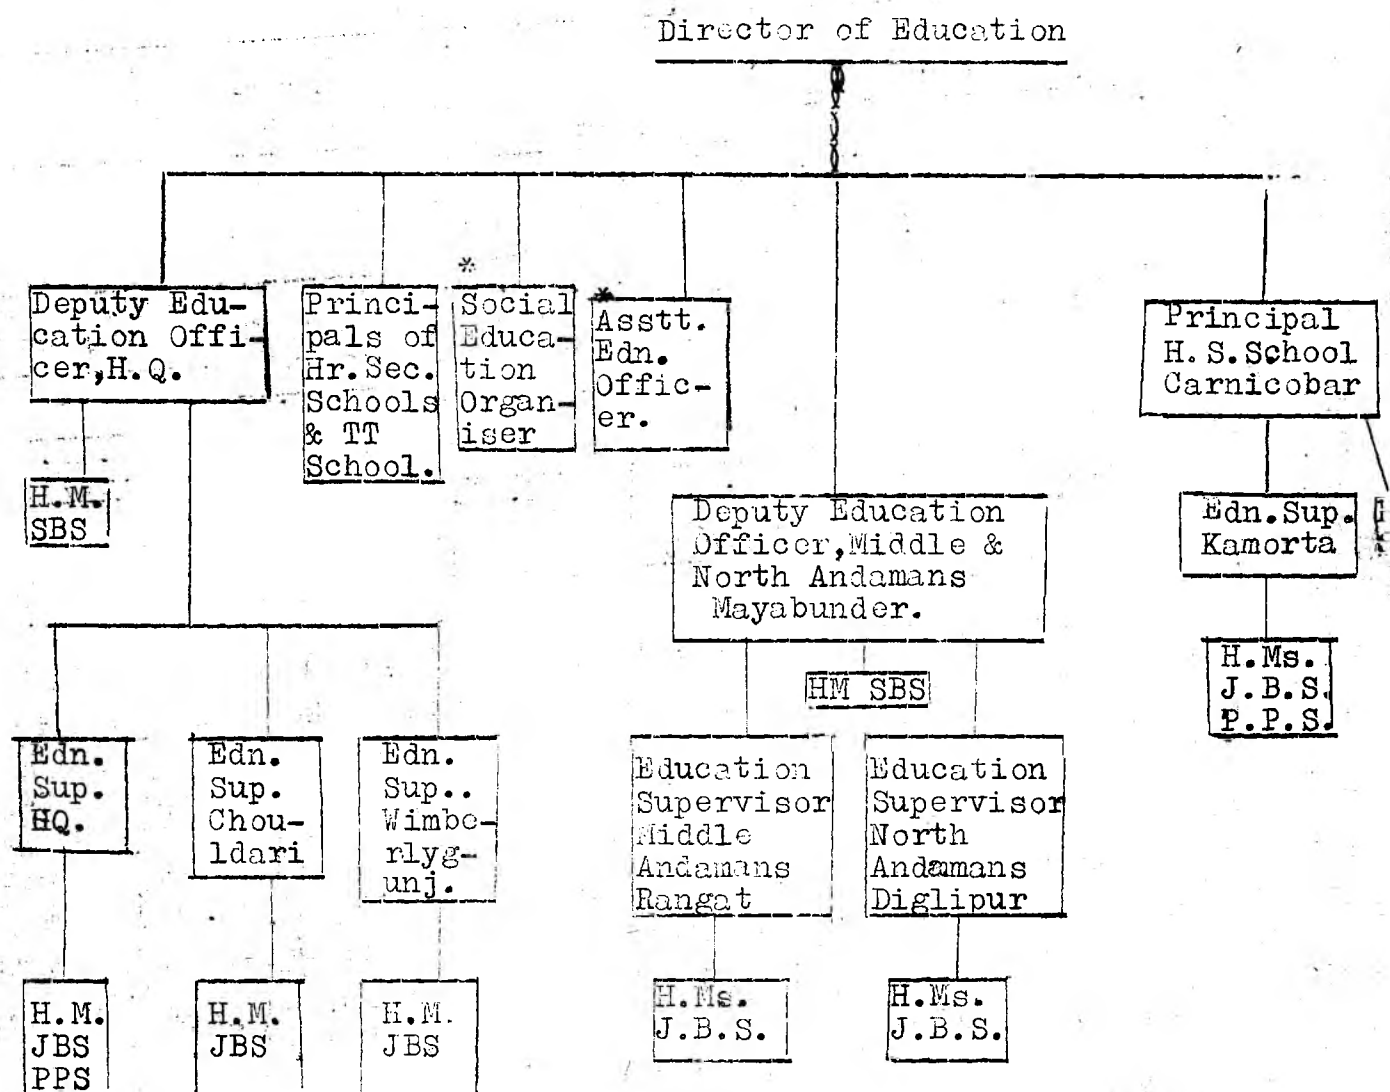 Director of Education
Deputy Edu-
cation Offi-
cer,H.Q.
Princi-
pals of
Hr.Sec.
Schools
& TT
School.
*
Social
Educa-
tion
Organ-
iser
*
Asstt.
Edn.
Offic-
er.
Principal
H.S.School
Carnicobar
H.M.
SBS
Deputy Education
Officer,Middle &
North Andamans
Mayabunder.
Edn.Sup.
Kamorta
HM SBS
H.Ms.
J.B.S.
P.P.S.
Edn.
Sup.
HQ.
Edn.
Sup.
Chou-
ldari
Edn.
Sup..
Wimbe-
rlyg-
unj.
Education
Supervisor
Middle
Andamans
Rangat
Education
Supervisor
North
Andamans
Diglipur
H.M.
JBS
PPS
H.M.
JBS
H.M.
JBS
H.Ms.
J.B.S.
H.Ms.
J.B.S.